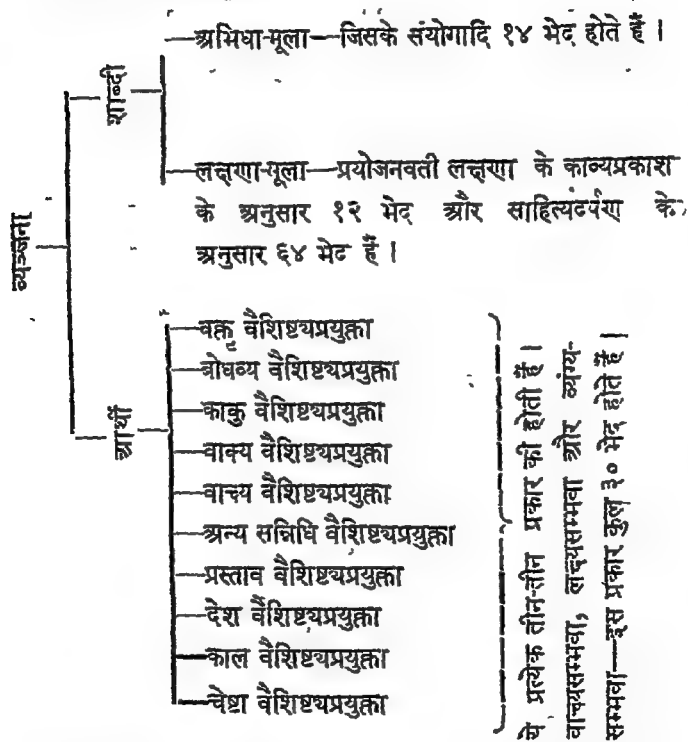 व्यञ्जना
शाब्दी
अभिधा-मूला—जिसके संयोगादि १४ भेद होते हैं ।
लक्षणा-मूला—प्रयोजनवती लक्षणा के काव्यप्रकाश
के अनुसार १२ भेद और साहित्यदर्पण के
अनुसार ६४ भेद हैं ।
आर्थी
वक्तृ वैशिष्ट्यप्रयुक्ता
बोधव्य वैशिष्ट्यप्रयुक्ता
काकु वैशिष्ट्यप्रयुक्ता
वाक्य वैशिष्ट्यप्रयुक्ता
वाच्य वैशिष्ट्यप्रयुक्ता
अन्य सन्निधि वैशिष्ट्यप्रयुक्ता
प्रस्ताव वैशिष्ट्यप्रयुक्ता
देश वैशिष्ट्यप्रयुक्ता
काल वैशिष्ट्यप्रयुक्ता
चेष्टा वैशिष्ट्यप्रयुक्ता
ये प्रत्येक तीन-तीन प्रकार की होती हैं ।
वाच्यसम्भवा, लक्ष्यसम्भवा और व्यंग्य-
सम्भवा—इस प्रकार कुल ३० भेद होते हैं ।